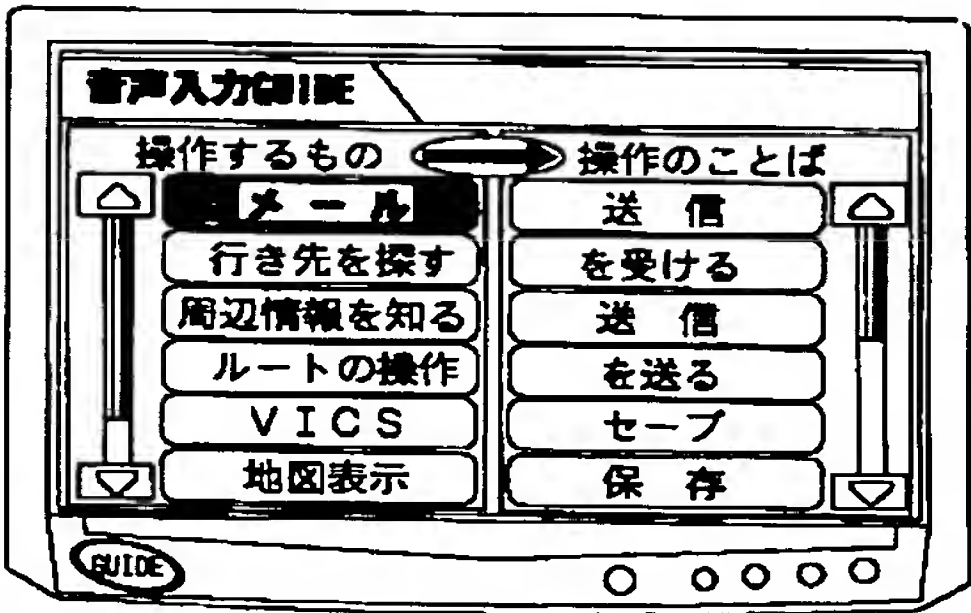 音声入力GUIDE
操作するもの 操作のことば
メール 送信
行き先を探す を受ける
周辺情報を知る 送信
ルートの操作 を送る
VICS セーブ
地図表示 保存
GUIDE